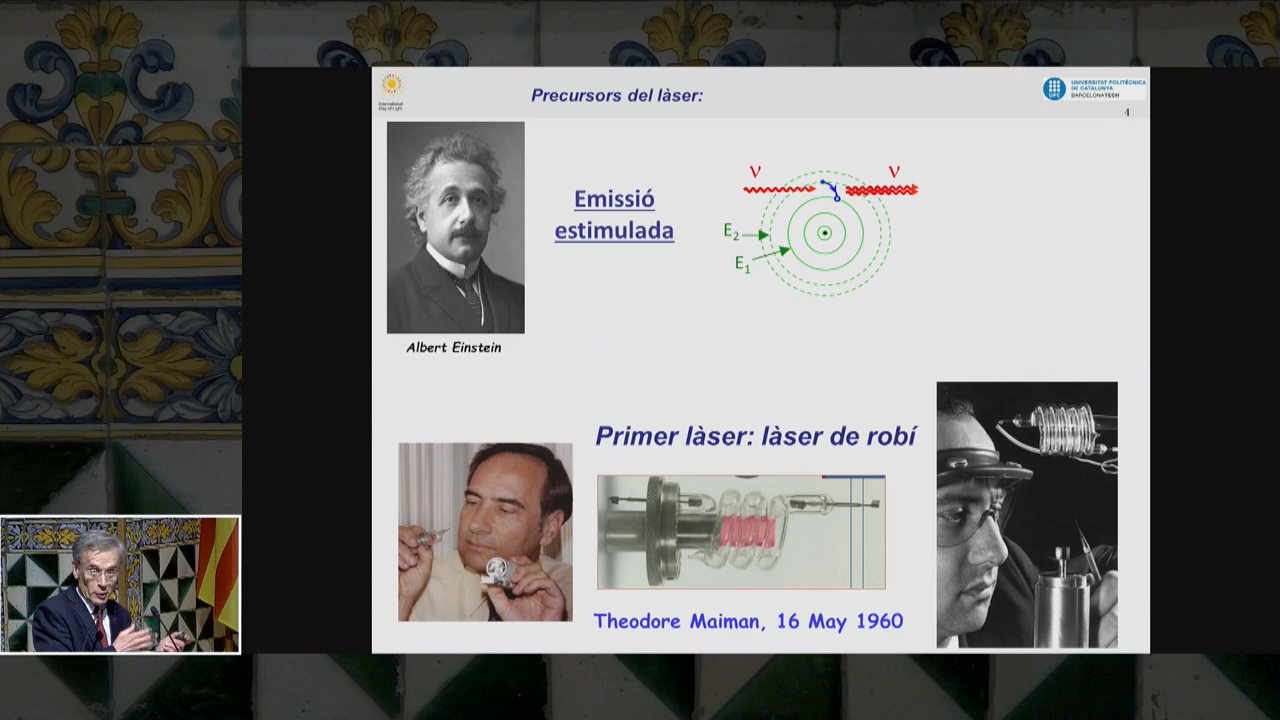 Precursors del làser:
International
Day of Light
UPC
UNIVERSITAT POLITÈCNICA
DE CATALUNYA
BARCELONATECH
4
Emissió
estimulada
ν
ν
E2
E1
Albert Einstein
Primer làser: làser de robí
Theodore Maiman, 16 May 1960